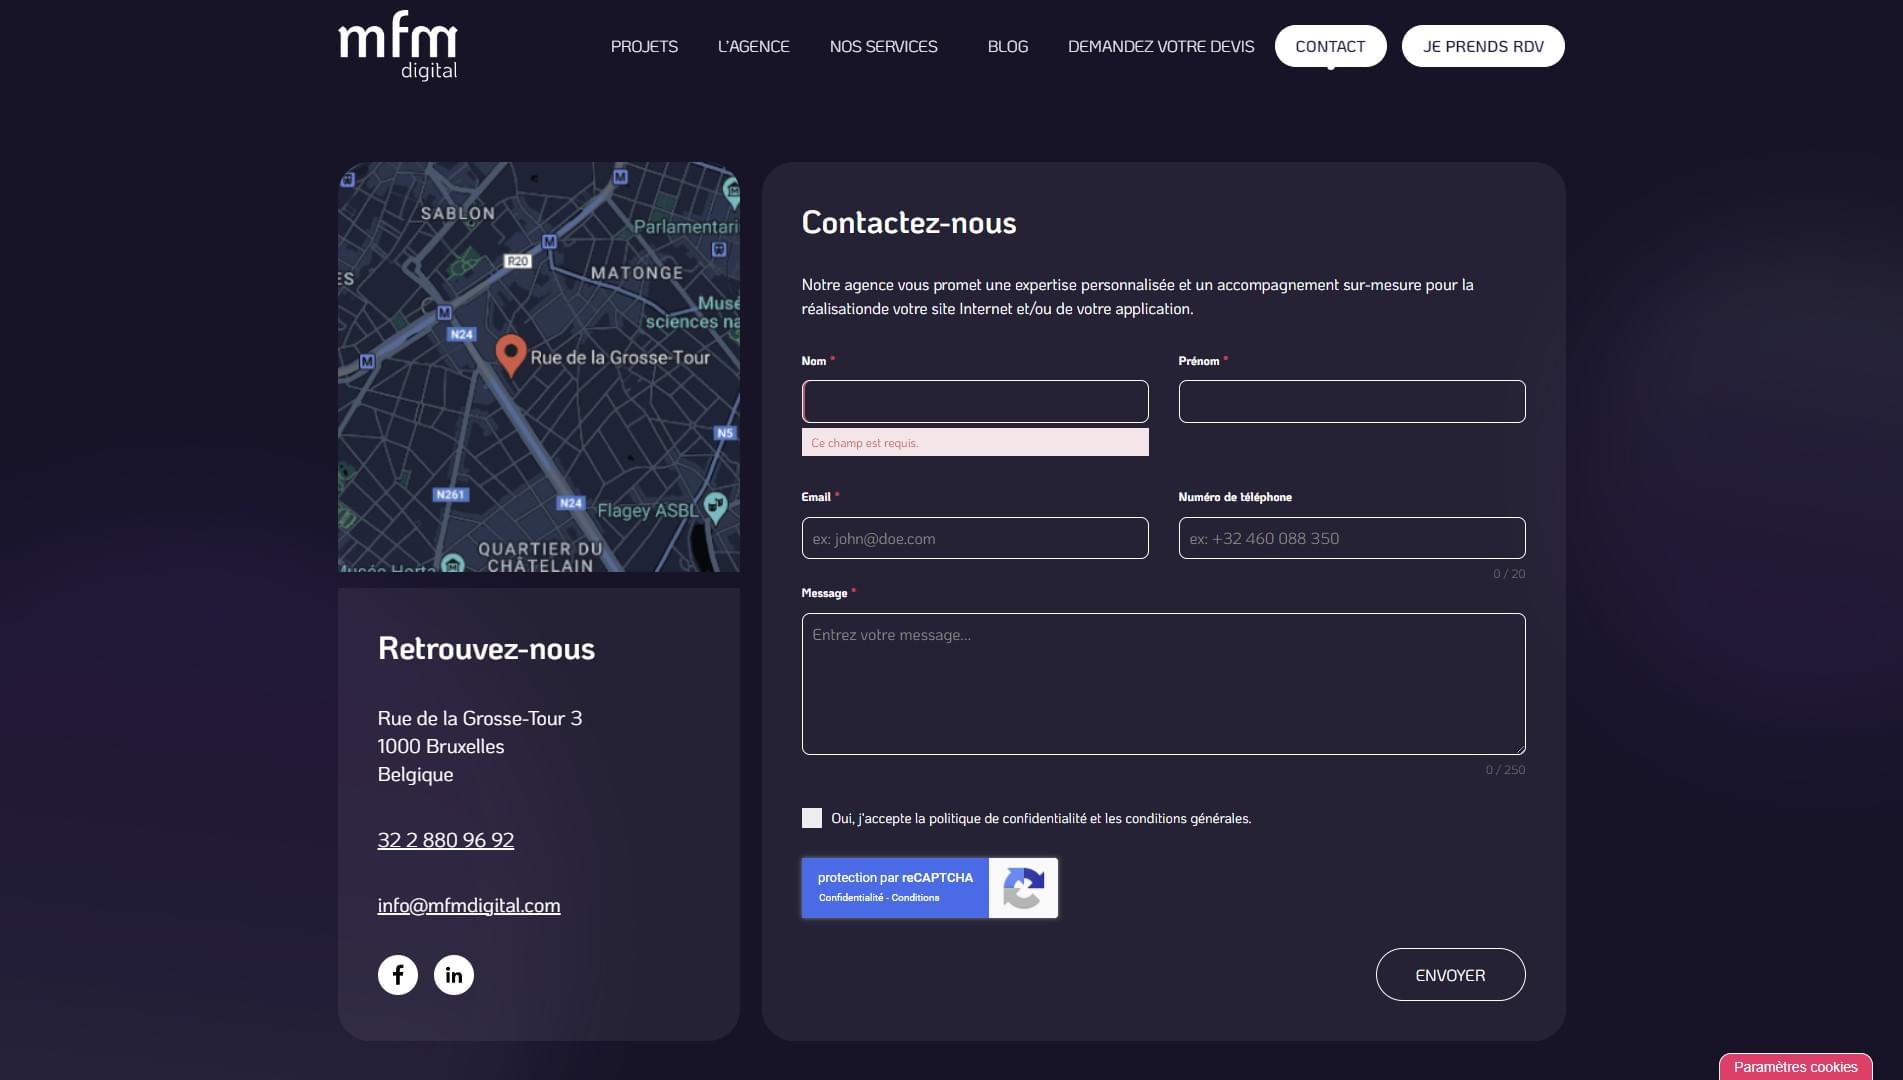 mfm
digital
PROJETS
L'AGENCE
NOS SERVICES
BLOG
DEMANDEZ VOTRE DEVIS
CONTACT
JE PRENDS RDV
M
SABLON
Parlamentari
M
R20
MATONGE
ES
M
Musé
sciences na
N24
M
Rue de la Grosse-Tour
N5
N261
N24
Flagey ASBL
QUARTIER DU
CHÂTELAIN
Musée Horta
Retrouvez-nous
Rue de la Grosse-Tour 3
1000 Bruxelles
Belgique
32 2 880 96 92
info@mfmdigital.com
f
in
Contactez-nous
Notre agence vous promet une expertise personnalisée et un accompagnement sur-mesure pour la
réalisationde votre site Internet et/ou de votre application.
Nom *
Prénom *
Ce champ est requis.
Email *
Numéro de téléphone
ex: john@doe.com
ex: +32 460 088 350
0 / 20
Message *
Entrez votre message...
0 / 250
Oui, j'accepte la politique de confidentialité et les conditions générales.
protection par reCAPTCHA
Confidentialité - Conditions
ENVOYER
Paramètres cookies